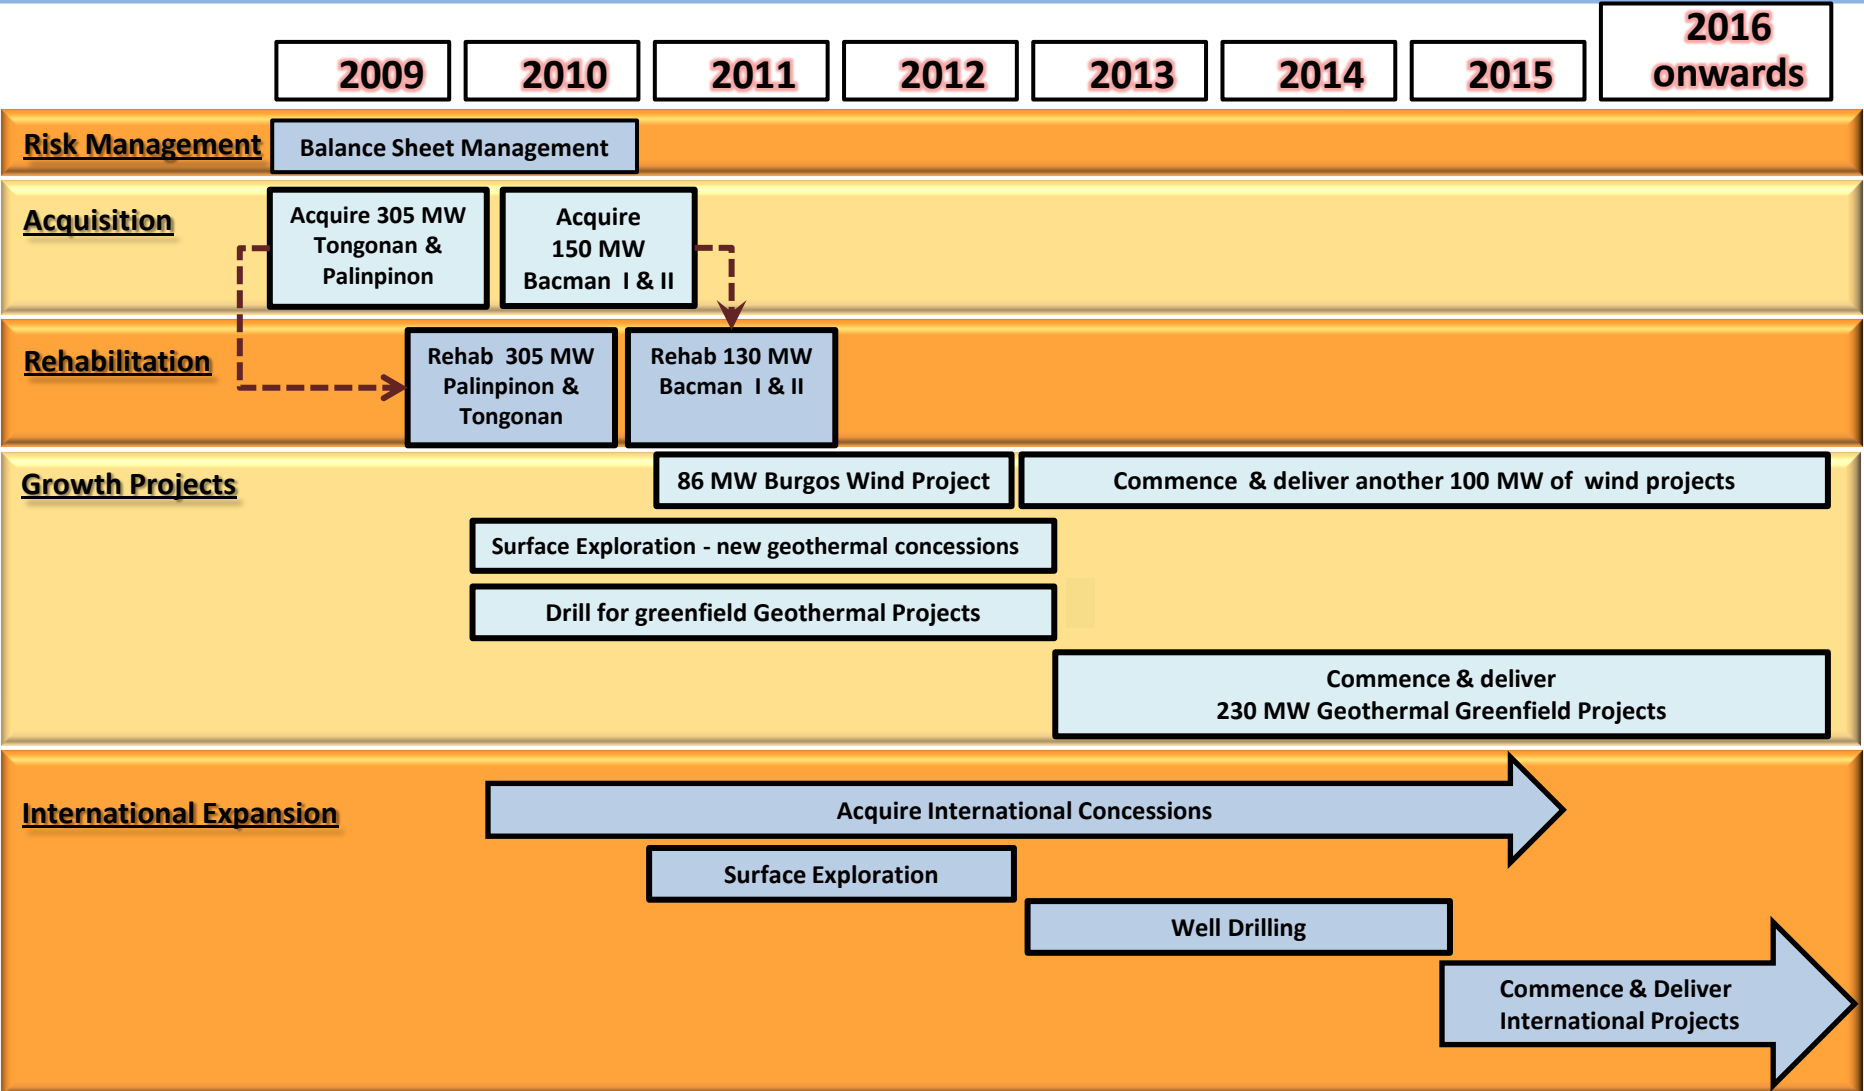 2009
2010
2011
2012
2013
2014
2015
2016
onwards
Risk Management
Balance Sheet Management
Acquisition
Acquire 305 MW
Tongonan &
Palinpinon
Acquire
150 MW
Bacman I & II
Rehabilitation
Rehab 305 MW
Palinpinon &
Tongonan
Rehab 130 MW
Bacman I & II
Growth Projects
86 MW Burgos Wind Project
Commence & deliver another 100 MW of wind projects
Surface Exploration - new geothermal concessions
Drill for greenfield Geothermal Projects
Commence & deliver
230 MW Geothermal Greenfield Projects
International Expansion
Acquire International Concessions
Surface Exploration
Well Drilling
Commence & Deliver
International Projects